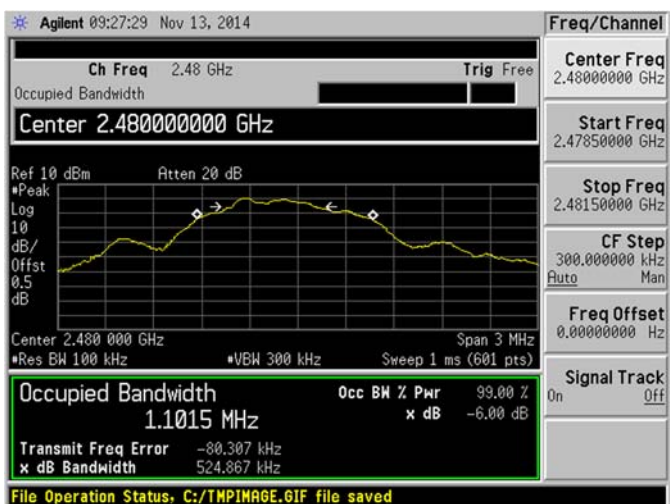 Agilent 09:27:29 Nov 13, 2014
Freq/Channel
Ch Freq 2.48 GHz Trig Free
Occupied Bandwidth
Center 2.480000000 GHz
Ref 10 dBm Atten 20 dB
#Peak
Log
10
dB/
Offst
0.5
dB
Center 2.480 000 GHz Span 3 MHz
#Res BW 100 kHz #VBW 300 kHz Sweep 1 ms (601 pts)
Occupied Bandwidth Occ BW % Pwr 99.00 %
1.1015 MHz x dB -6.00 dB
Transmit Freq Error -80.307 kHz
x dB Bandwidth 524.867 kHz
File Operation Status, C:/TMPIMAGE.GIF file saved
Center Freq
2.48000000 GHz
Start Freq
2.47850000 GHz
Stop Freq
2.48150000 GHz
CF Step
300.000000 kHz
Auto Man
Freq Offset
0.00000000 Hz
Signal Track
On Off